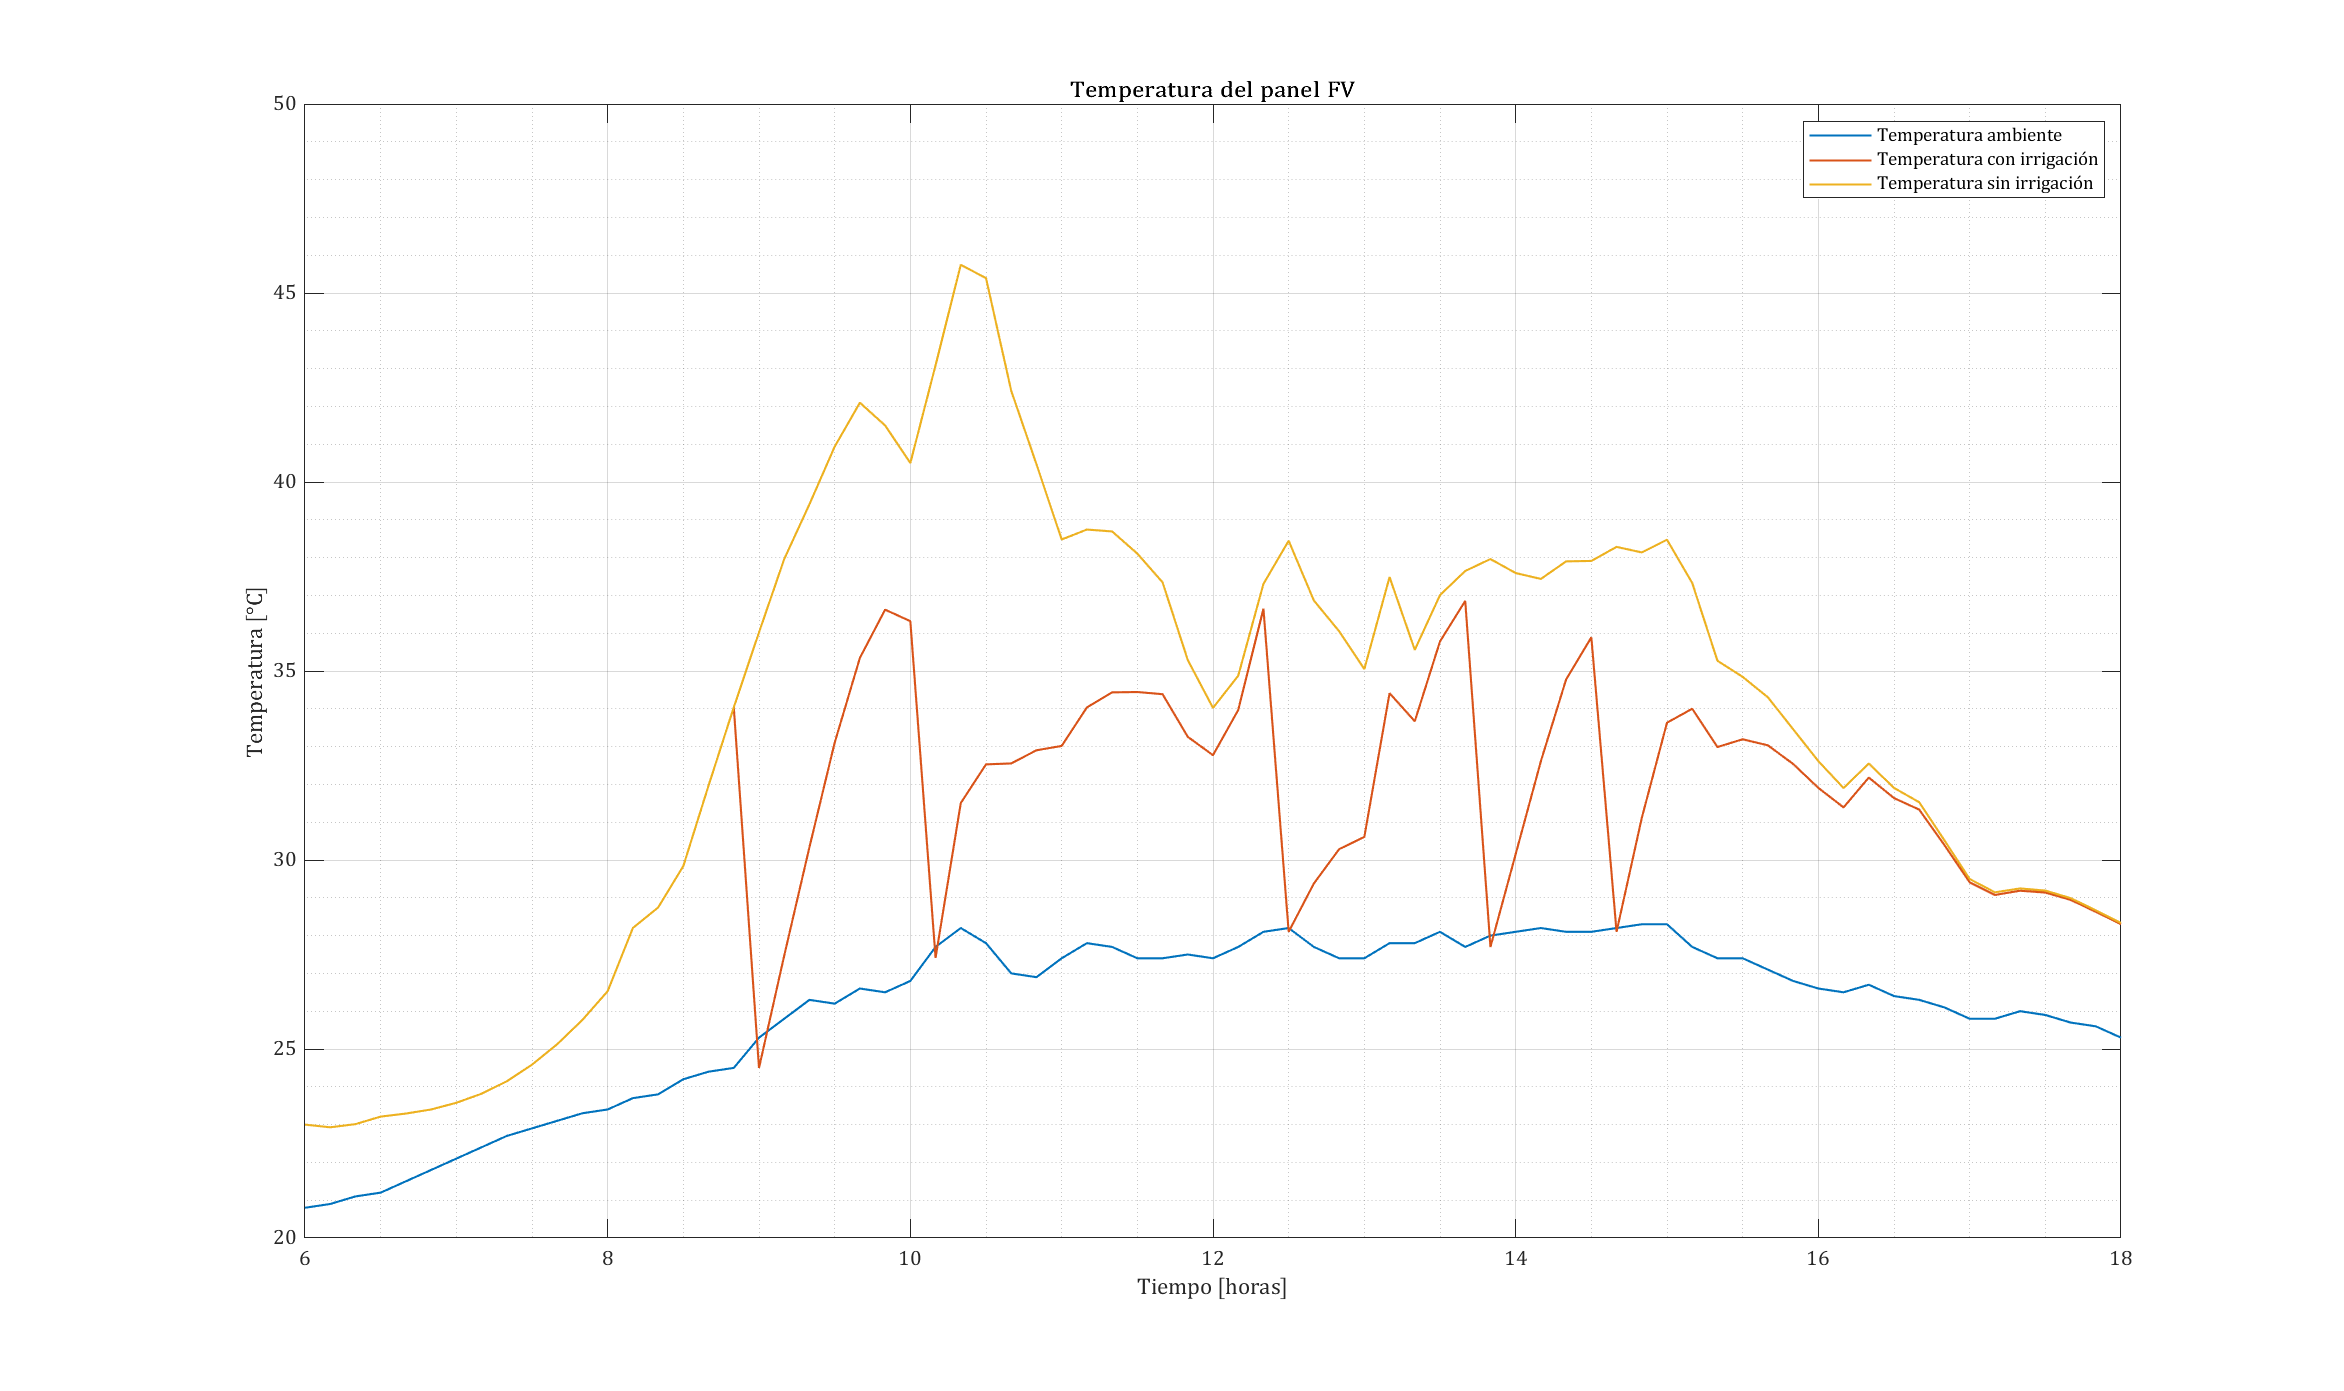 Temperatura del panel FV
50
45
40
35
30
25
20
Temperatura [°C]
Temperatura ambiente
Temperatura con irrigación
Temperatura sin irrigación
6 8 10 12 14 16 18
Tiempo [horas]